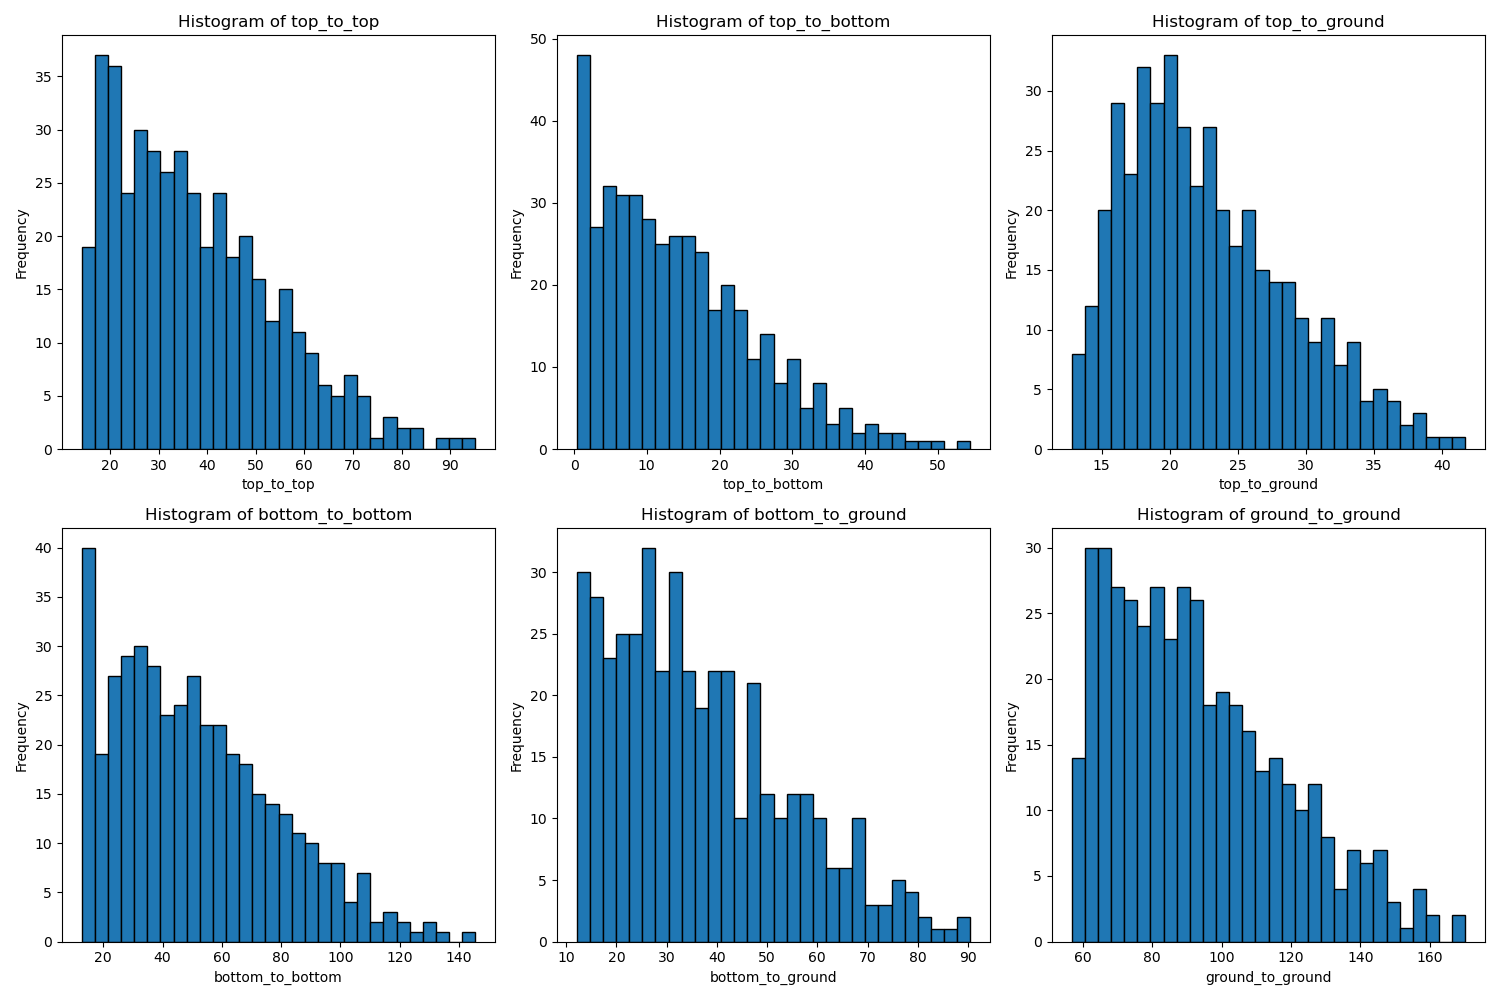 Histogram of top_to_top
35
30
25
20
15
10
5
0
Frequency
20 30 40 50 60 70 80 90
top_to_top
Histogram of top_to_bottom
50
40
30
20
10
0
Frequency
0 10 20 30 40 50
top_to_bottom
Histogram of top_to_ground
30
25
20
15
10
5
0
Frequency
15 20 25 30 35 40
top_to_ground
Histogram of bottom_to_bottom
40
35
30
25
20
15
10
5
0
Frequency
20 40 60 80 100 120 140
bottom_to_bottom
Histogram of bottom_to_ground
30
25
20
15
10
5
0
Frequency
10 20 30 40 50 60 70 80 90
bottom_to_ground
Histogram of ground_to_ground
30
25
20
15
10
5
0
Frequency
60 80 100 120 140 160
ground_to_ground